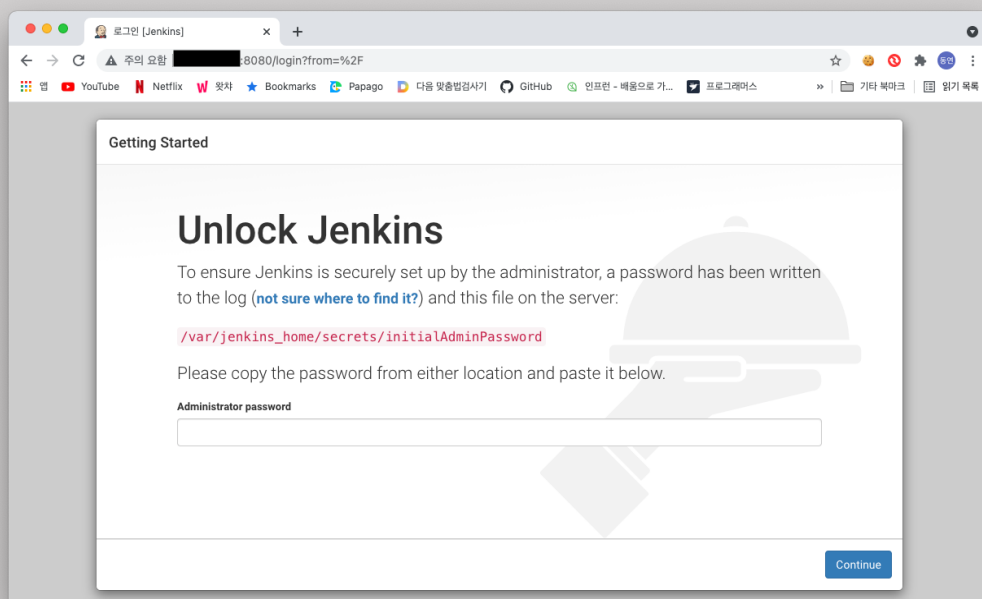 로그인 [Jenkins]
주의 요함
:8080/login?from=%2F
동연
앱
YouTube
Netflix
왓챠
Bookmarks
Papago
다음 맞춤법검사기
GitHub
인프런 - 배움으로 가...
프로그래머스
»
기타 북마크
읽기 목록
Getting Started
Unlock Jenkins
To ensure Jenkins is securely set up by the administrator, a password has been written
to the log (not sure where to find it?) and this file on the server:
/var/jenkins_home/secrets/initialAdminPassword
Please copy the password from either location and paste it below.
Administrator password
Continue